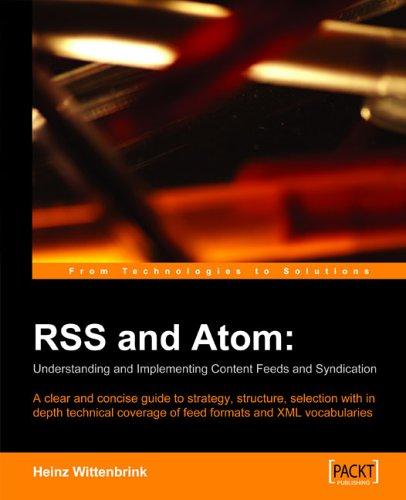 From Technologies to Solutions
RSS and Atom:
Understanding and Implementing Content Feeds and Syndication
A clear and concise guide to strategy, structure, selection with in
depth technical coverage of feed formats and XML vocabularies
Heinz Wittenbrink
PACKT
PUBLISHING